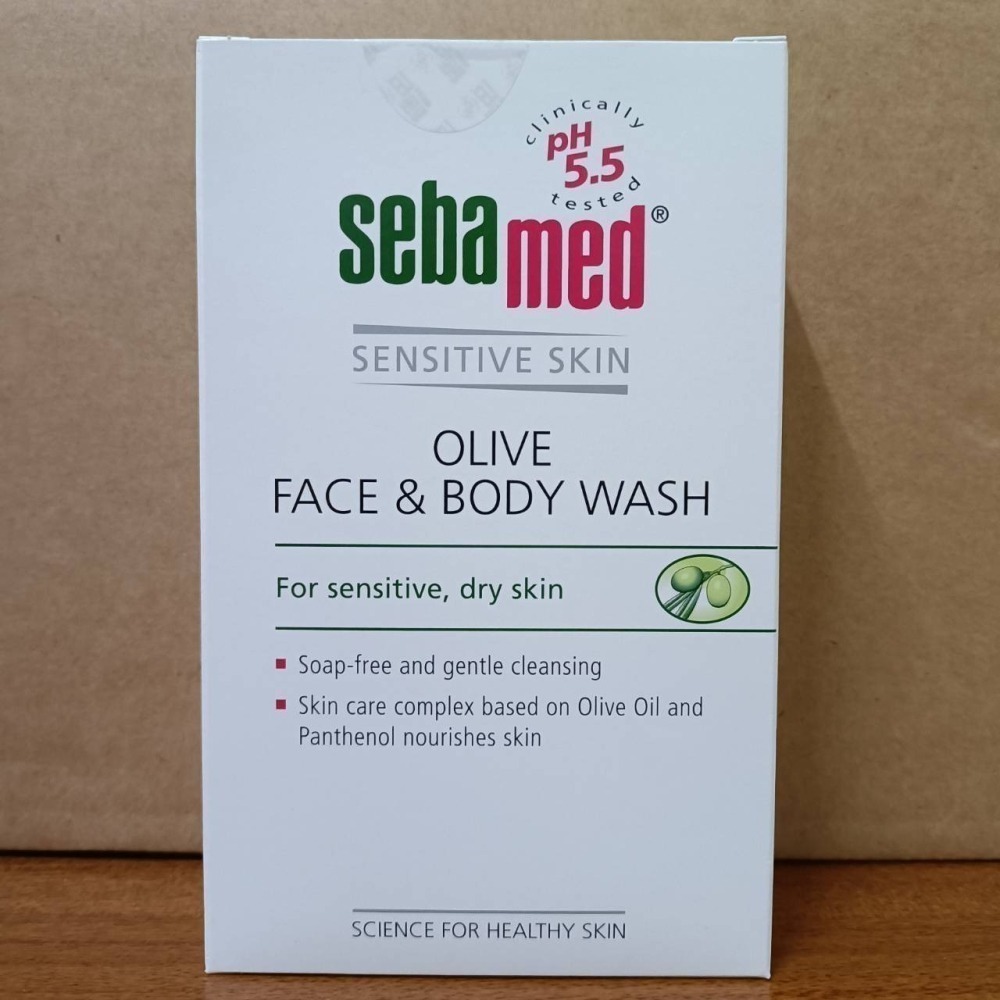 clinically
pH
5.5
tested
sebamed®
SENSITIVE SKIN
OLIVE
FACE & BODY WASH
For sensitive, dry skin
Soap-free and gentle cleansing
Skin care complex based on Olive Oil and
Panthenol nourishes skin
SCIENCE FOR HEALTHY SKIN